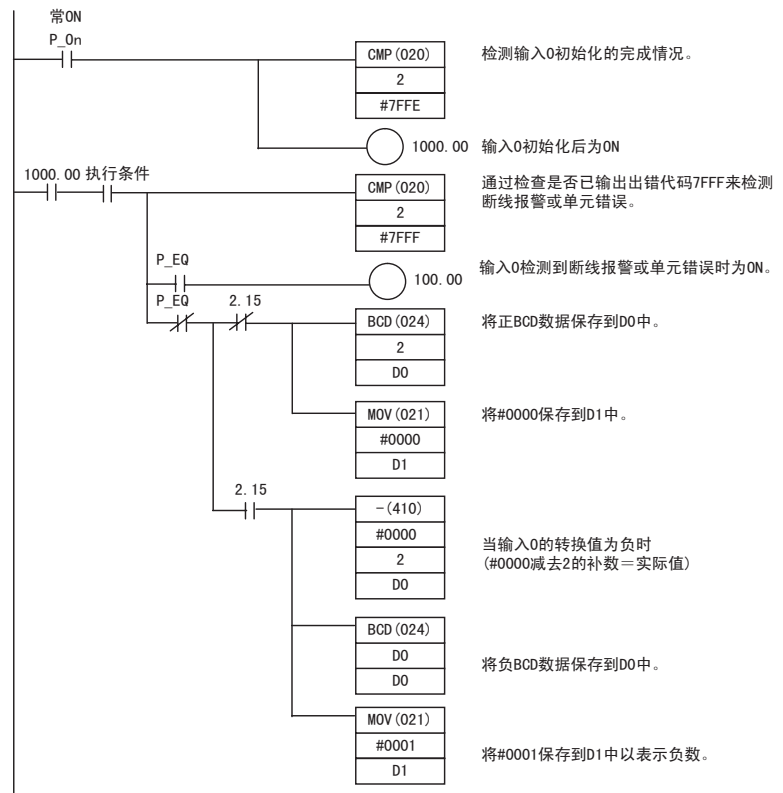 常ON
P_On
CMP(020)
2
#7FFE
检测输入0初始化的完成情况。
1000.00
输入0初始化后为ON
1000.00 执行条件
CMP(020)
2
#7FFF
通过检查是否已输出出错代码7FFF来检测
断线报警或单元错误。
P_EQ
100.00
输入0检测到断线报警或单元错误时为ON。
P_EQ
2.15
BCD(024)
2
D0
将正BCD数据保存到D0中。
MOV(021)
#0000
D1
将#0000保存到D1中。
2.15
-(410)
#0000
2
D0
当输入0的转换值为负时
(#0000减去2的补数＝实际值)
BCD(024)
D0
D0
将负BCD数据保存到D0中。
MOV(021)
#0001
D1
将#0001保存到D1中以表示负数。